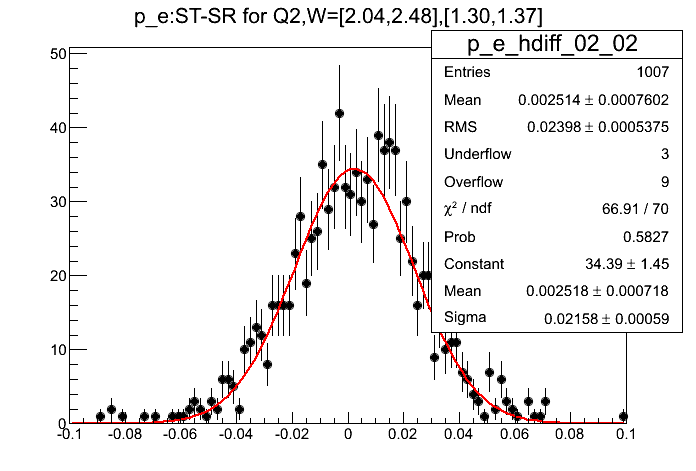 p_e:ST-SR for Q2,W=[2.04,2.48],[1.30,1.37]
p_e_hdiff_02_02
Entries 1007
Mean 0.002514 ± 0.0007602
RMS 0.02398 ± 0.0005375
Underflow 3
Overflow 9
χ² / ndf 66.91 / 70
Prob 0.5827
Constant 34.39 ± 1.45
Mean 0.002518 ± 0.000718
Sigma 0.02158 ± 0.00059
50
40
30
20
10
0
-0.1 -0.08 -0.06 -0.04 -0.02 0 0.02 0.04 0.06 0.08 0.1